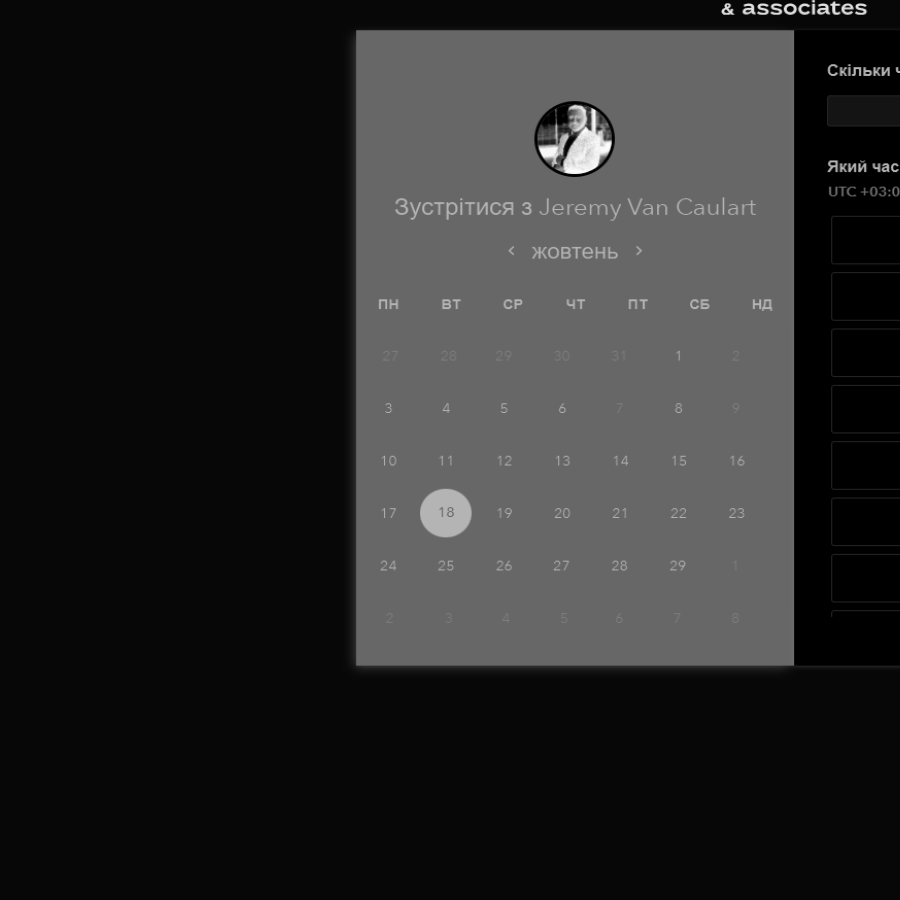 & associates
Зустрітися з Jeremy Van Caulart
жовтень
ПН ВТ СР ЧТ ПТ СБ НД
27 28 29 30 31 1 2
3 4 5 6 7 8 9
10 11 12 13 14 15 16
17 18 19 20 21 22 23
24 25 26 27 28 29 1
2 3 4 5 6 7 8
Скільки
Який час
UTC +03:0